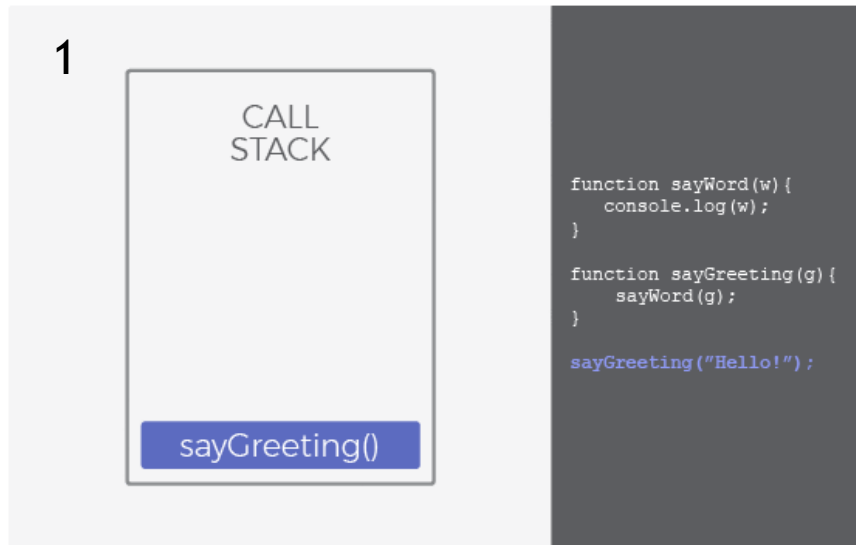 1
CALL
STACK
sayGreeting()
function sayWord(w){
console.log(w);
}
function sayGreeting(g){
sayWord(g);
}
sayGreeting(”Hello!”);